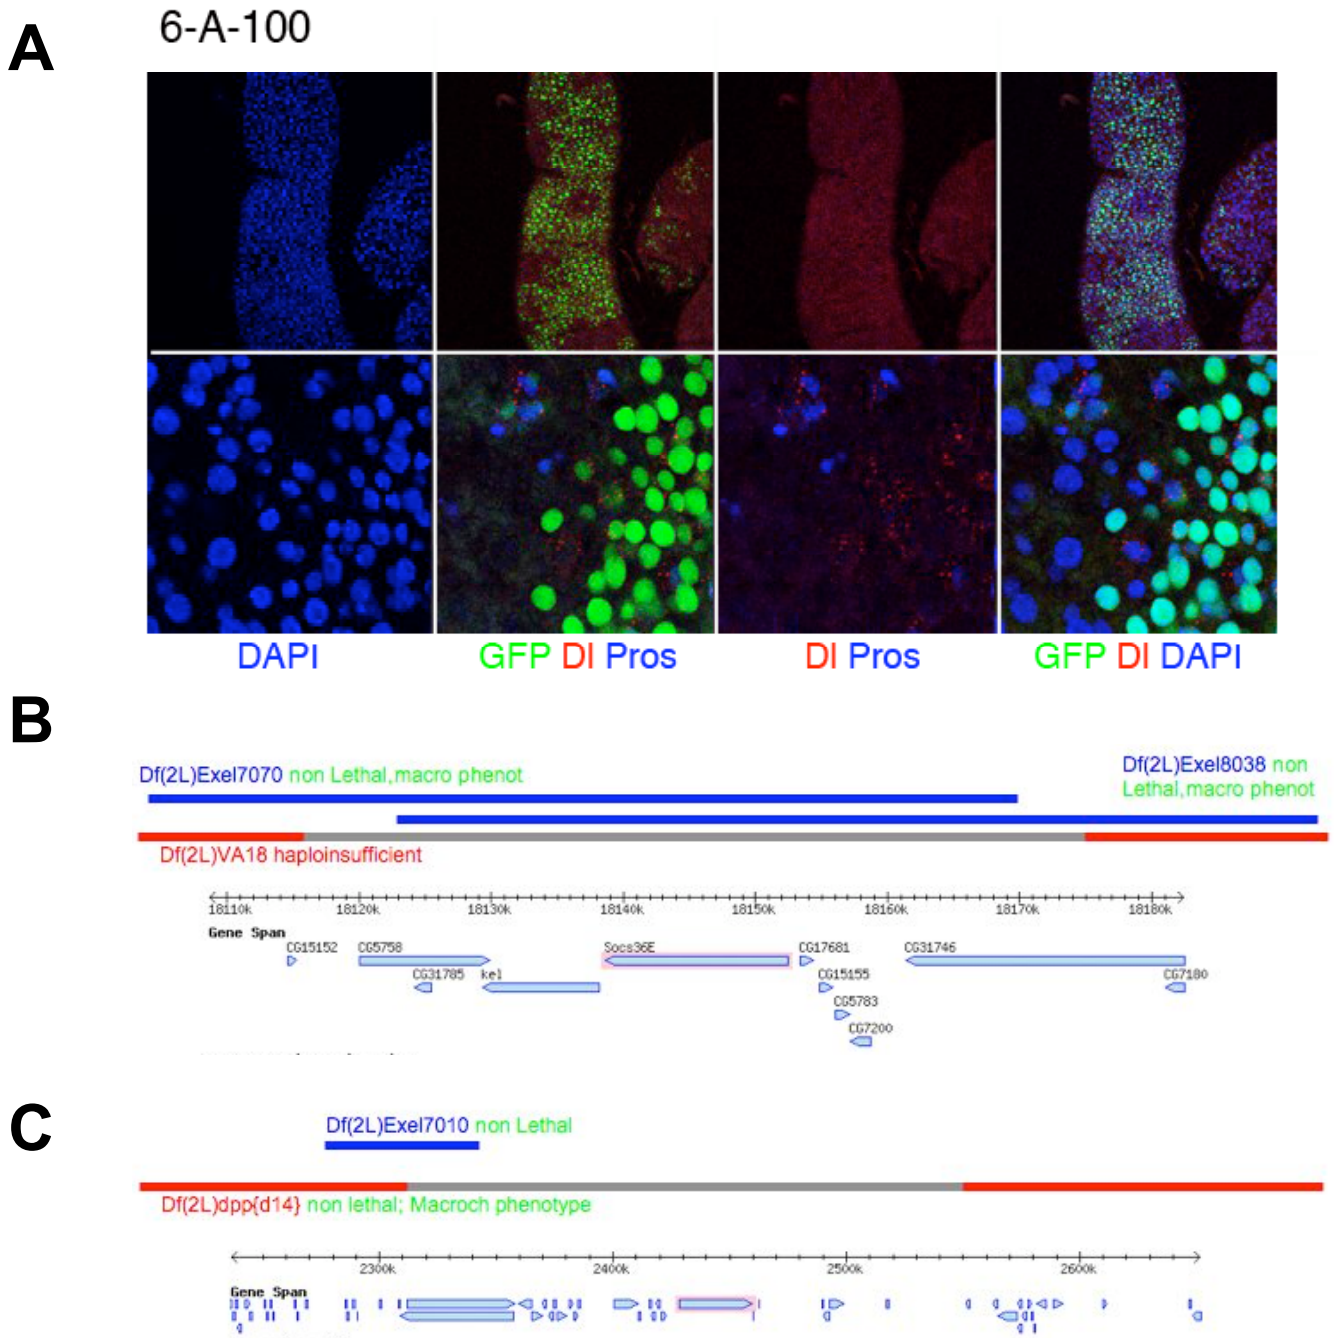 A
6-A-100
DAPI
GFP Dl Pros
Dl Pros
GFP Dl DAPI
B
Df(2L)Exel7070 non Lethal,macro phenot
Df(2L)Exel8038 non
Lethal,macro phenot
Df(2L)VA18 haploinsufficient
18110k 18120k 18130k 18140k 18150k 18160k 18170k 18180k
Gene Span
CG15152 CG5758 Socs36E CG17681 CG31746
CG31785 kel CG15155 CG7180
CG5783
CG7200
C
Df(2L)Exel7010 non Lethal
Df(2L)dpp{d14} non lethal; Macroch phenotype
2300k 2400k 2500k 2600k
Gene Span